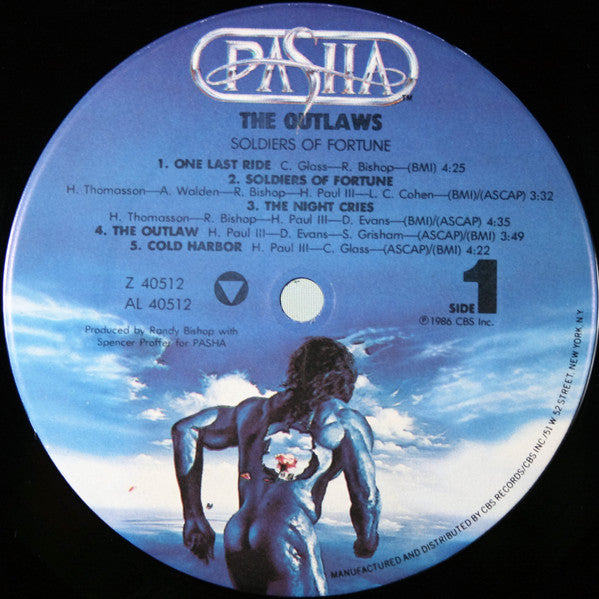 PASHA
TM
THE OUTLAWS
SOLDIERS OF FORTUNE
1. ONE LAST RIDE C. Glass—R. Bishop—(BMI) 4:25
2. SOLDIERS OF FORTUNE
H. Thomasson—A. Walden—R. Bishop—H. Paul III—L. C. Cohen—(BMI)/(ASCAP) 3:32
3. THE NIGHT CRIES
H. Thomasson—R. Bishop—H. Paul III—D. Evans—(BMI)/(ASCAP) 4:35
4. THE OUTLAW H. Paul III—D. Evans—S. Grisham—(ASCAP)/(BMI) 3:49
5. COLD HARBOR H. Paul III—C. Glass—(ASCAP)/(BMI) 4:22
Z 40512
AL 40512
SIDE 1
℗ 1986 CBS Inc.
Produced by Randy Bishop with
Spencer Proffer for PASHA
MANUFACTURED AND DISTRIBUTED BY CBS RECORDS/CBS INC./51 W. 52 STREET, NEW YORK, N.Y.